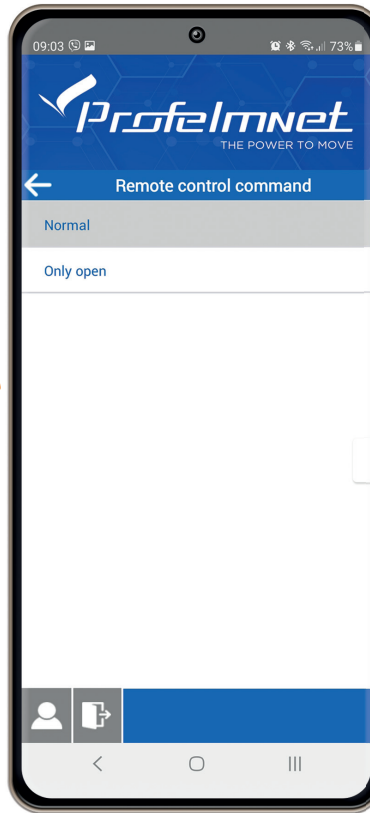 09:03 73%
Profelmnet
THE POWER TO MOVE
Remote control command
Normal
Only open